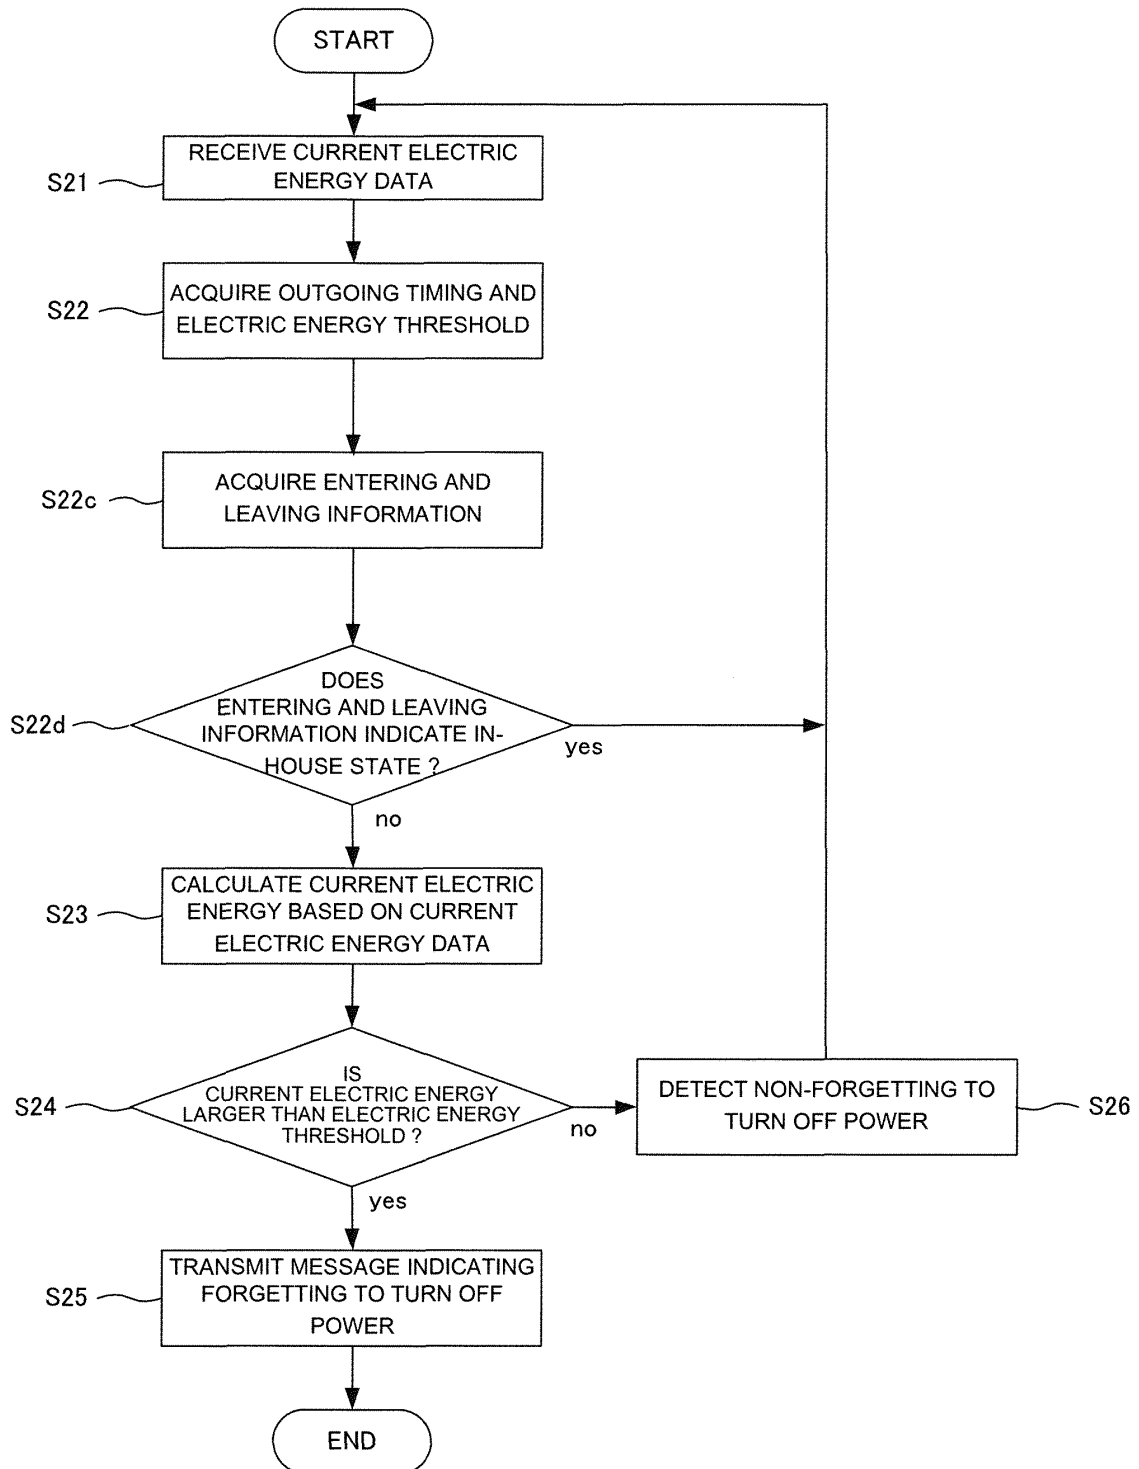 START
RECEIVE CURRENT ELECTRIC
ENERGY DATA
S21
ACQUIRE OUTGOING TIMING AND
ELECTRIC ENERGY THRESHOLD
S22
ACQUIRE ENTERING AND
LEAVING INFORMATION
S22c
DOES
ENTERING AND LEAVING
INFORMATION INDICATE IN-
HOUSE STATE ?
S22d
yes
no
CALCULATE CURRENT ELECTRIC
ENERGY BASED ON CURRENT
ELECTRIC ENERGY DATA
S23
IS
CURRENT ELECTRIC ENERGY
LARGER THAN ELECTRIC ENERGY
THRESHOLD ?
S24
no
DETECT NON-FORGETTING TO
TURN OFF POWER
S26
yes
TRANSMIT MESSAGE INDICATING
FORGETTING TO TURN OFF
POWER
S25
END